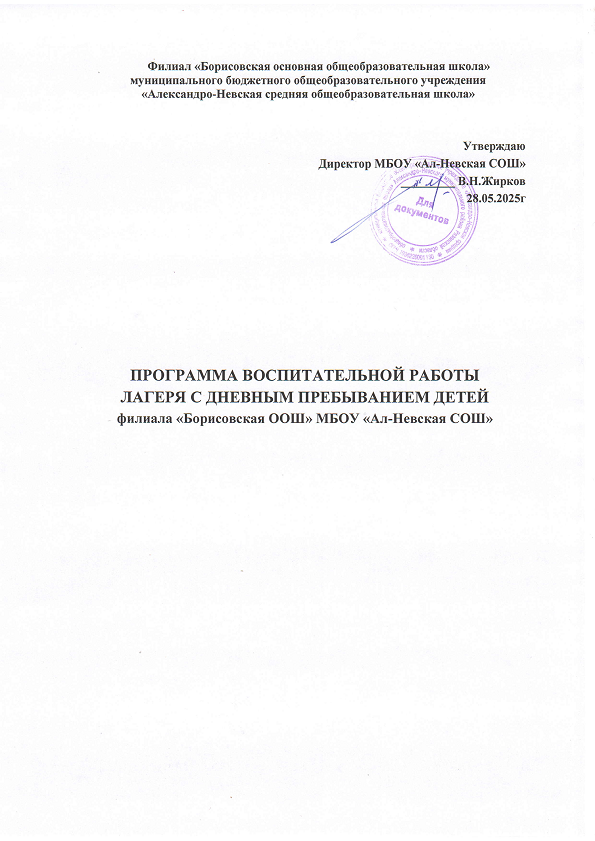 Филиал «Борисовская основная общеобразовательная школа»
муниципального бюджетного общеобразовательного учреждения
«Александро-Невская средняя общеобразовательная школа»
Утверждаю
Директор МБОУ «Ал-Невская СОШ»
В.Н.Жирков
28.05.2025г
Для
документов
ПРОГРАММА ВОСПИТАТЕЛЬНОЙ РАБОТЫ
ЛАГЕРЯ С ДНЕВНЫМ ПРЕБЫВАНИЕМ ДЕТЕЙ
филиала «Борисовская ООШ» МБОУ «Ал-Невская СОШ»